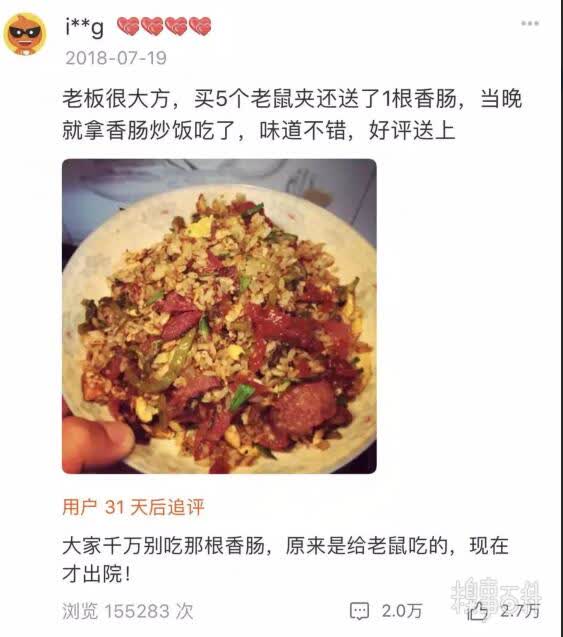 i**g
2018-07-19
老板很大方，买5个老鼠夹还送了1根香肠，当晚
就拿香肠炒饭吃了，味道不错，好评送上
用户 31 天后追评
大家千万别吃那根香肠，原来是给老鼠吃的，现在
才出院！
浏览 155283 次
2.0万
2.7万
糗事百科